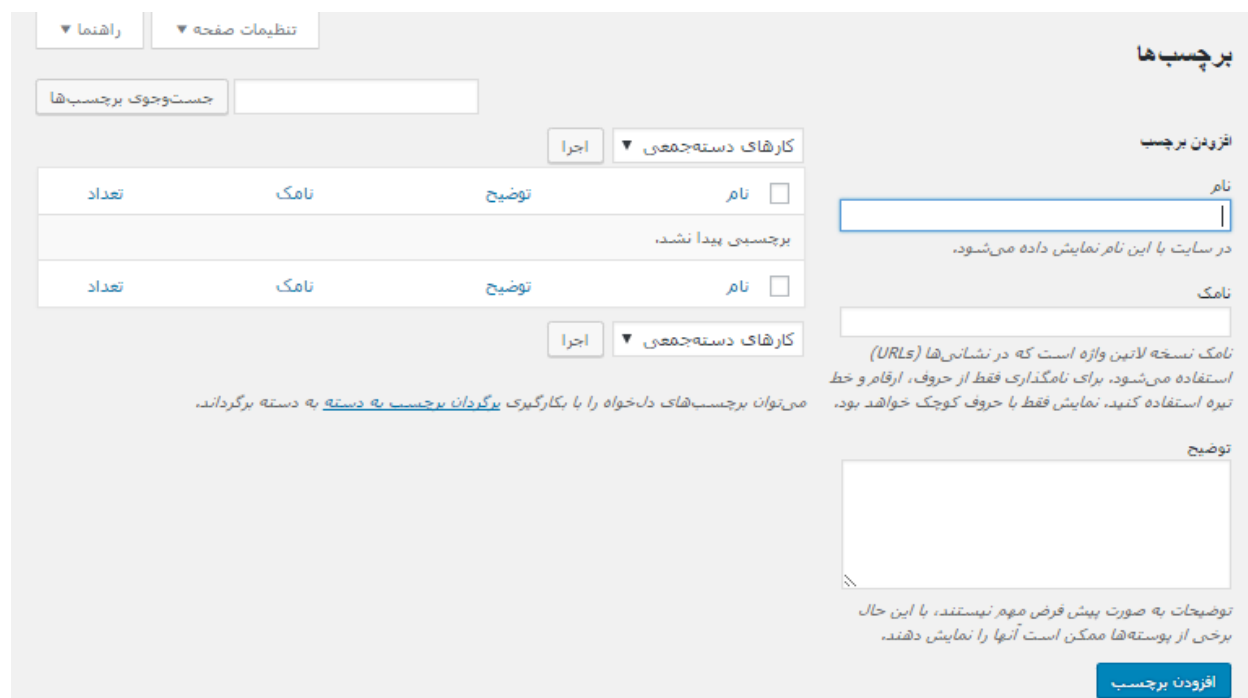 تنظیمات صفحه ▼
راهنما ▼
برچسب‌ها
جست‌وجوی برچسب‌ها
افزودن برچسب
نام
در سایت با این نام نمایش داده می‌شود.
نامک
نامک نسخه لاتین واژه است که در نشانی‌ها (URLs)
استفاده می‌شود. برای نامگذاری فقط از حروف، ارقام و خط
تیره استفاده کنید. نمایش فقط با حروف کوچک خواهد بود.
توضیح
توضیحات به صورت پیش فرض مهم نیستند، با این حال
برخی از پوسته‌ها ممکن است آنها را نمایش دهند.
افزودن برچسب
کارهای دسته‌جمعی ▼ اجرا
نام توضیح نامک تعداد
برچسبی پیدا نشد.
نام توضیح نامک تعداد
کارهای دسته‌جمعی ▼ اجرا
می‌توان برچسب‌های دلخواه را با بکارگیری برگردان برچسب به دسته به دسته برگرداند.